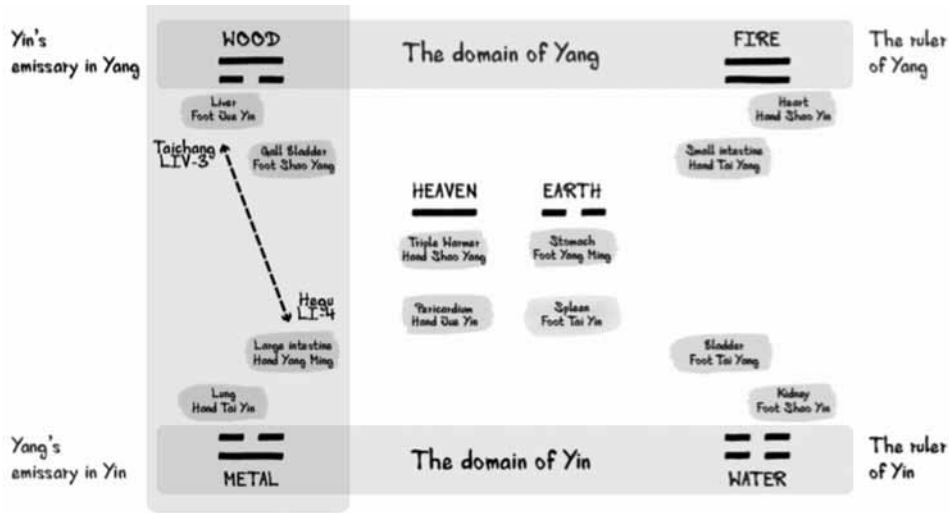 Yin's
emissary in Yang
WOOD
The domain of Yang
FIRE
The ruler
of Yang
Liver
Foot Jue Yin
Heart
Hand Shao Yin
Taichang
LIV-3
Gall Bladder
Foot Shao Yang
Small intestine
Hand Tai Yang
HEAVEN
EARTH
Triple Warmer
Hand Shao Yang
Stomach
Foot Yang Ming
Pericardium
Hand Jue Yin
Spleen
Foot Tai Yin
Hegu
LI-4
Large intestine
Hand Yang Ming
Bladder
Foot Tai Yang
Lung
Hand Tai Yin
Kidney
Foot Shao Yin
Yang's
emissary in Yin
METAL
The domain of Yin
WATER
The ruler
of Yin